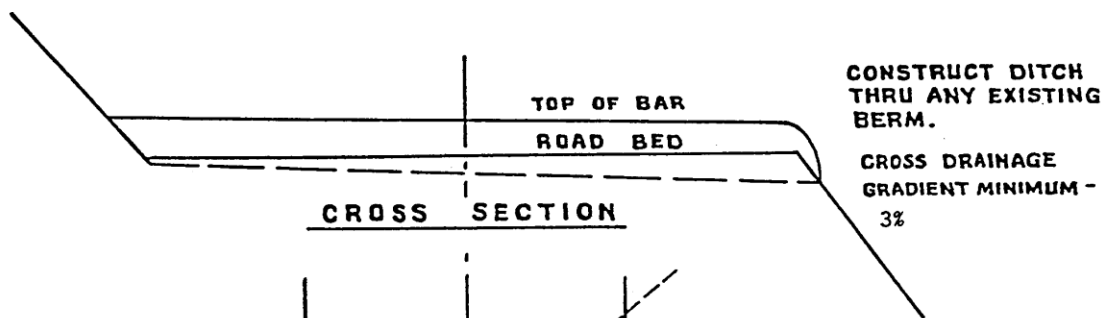 TOP OF BAR
ROAD BED
CROSS SECTION
CONSTRUCT DITCH
THRU ANY EXISTING
BERM.
CROSS DRAINAGE
GRADIENT MINIMUM -
3%